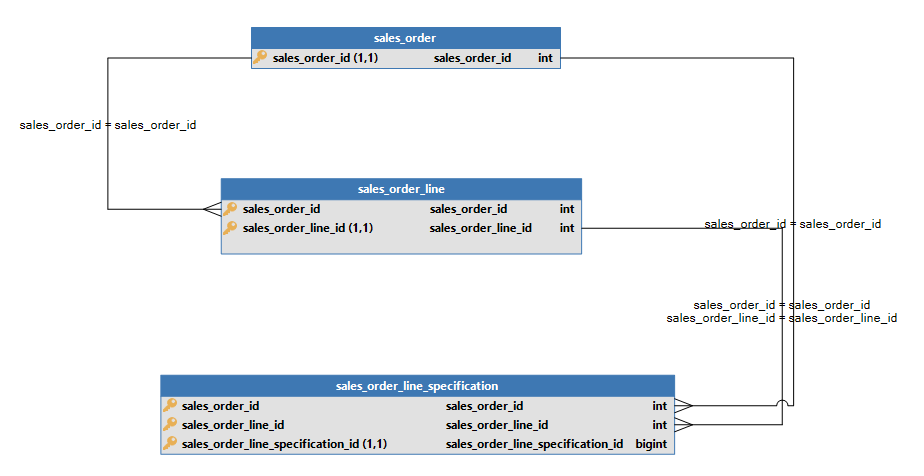 sales_order
sales_order_id (1,1) sales_order_id int
sales_order_id = sales_order_id
sales_order_line
sales_order_id sales_order_id int
sales_order_line_id (1,1) sales_order_line_id int
sales_order_id = sales_order_id
sales_order_id = sales_order_id
sales_order_line_id = sales_order_line_id
sales_order_line_specification
sales_order_id sales_order_id int
sales_order_line_id sales_order_line_id int
sales_order_line_specification_id (1,1) sales_order_line_specification_id bigint